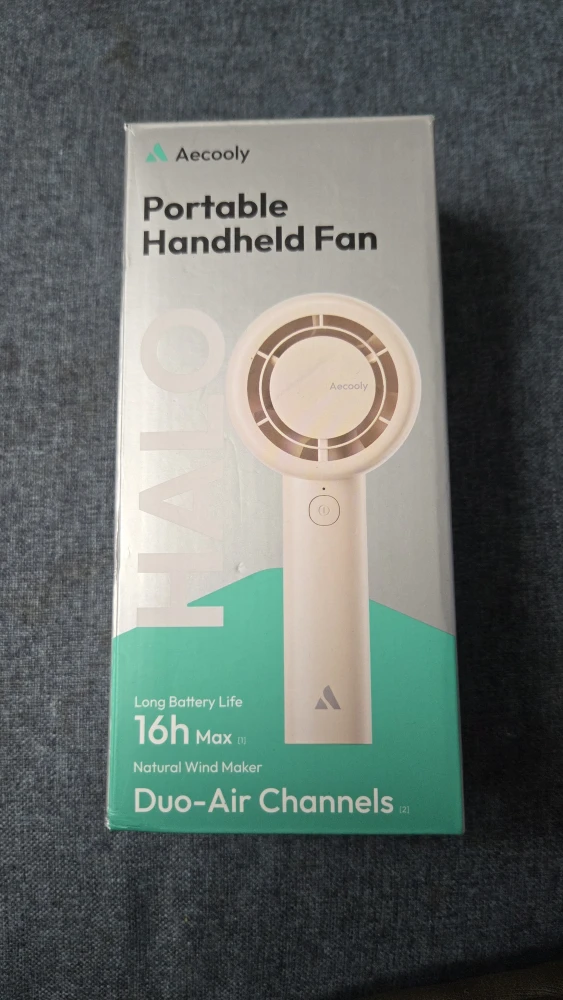 Aecooly
Portable
Handheld Fan
HALO
Aecooly
Long Battery Life
16h Max [1]
Natural Wind Maker
Duo-Air Channels [2]